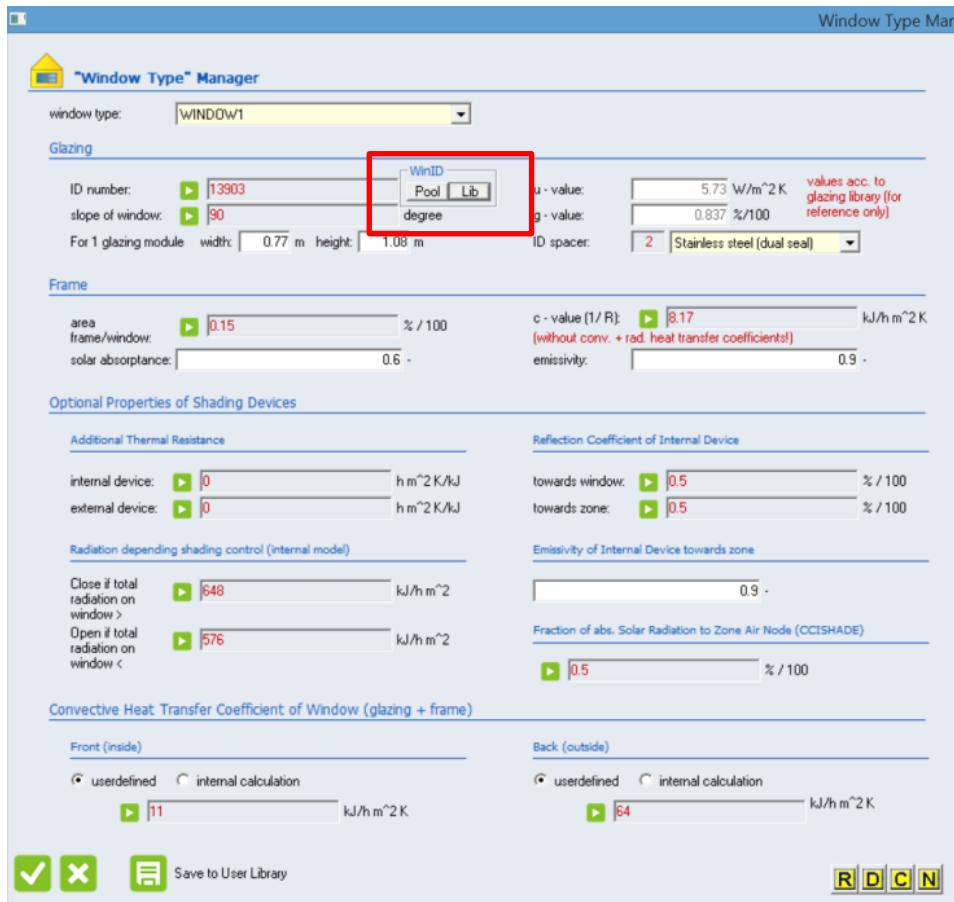 Window Type Mar
"Window Type" Manager
window type: WINDOW1
Glazing
WinID
ID number: 13903 Pool Lib u - value: 5.73 W/m^2 K values acc. to
glazing library (for
reference only)
slope of window: 90 degree g - value: 0.837 %/100
For 1 glazing module width: 0.77 m height: 1.08 m ID spacer: 2 Stainless steel (dual seal)
Frame
area
frame/window: 0.15 % / 100 c - value (1/ R): 8.17 kJ/h m^2 K
(without conv. + rad. heat transfer coefficients!)
solar absorptance: 0.6 - emissivity: 0.9 -
Optional Properties of Shading Devices
Additional Thermal Resistance Reflection Coefficient of Internal Device
internal device: 0 h m^2 K/kJ towards window: 0.5 % / 100
external device: 0 h m^2 K/kJ towards zone: 0.5 % / 100
Radiation depending shading control (internal model) Emissivity of Internal Device towards zone
Close if total
radiation on
window > 648 kJ/h m^2 0.9 -
Open if total
radiation on
window < 576 kJ/h m^2 Fraction of abs. Solar Radiation to Zone Air Node (CCISHADE)
0.5 % / 100
Convective Heat Transfer Coefficient of Window (glazing + frame)
Front (inside) Back (outside)
userdefined internal calculation userdefined internal calculation
11 kJ/h m^2 K 64 kJ/h m^2 K
Save to User Library R D C N